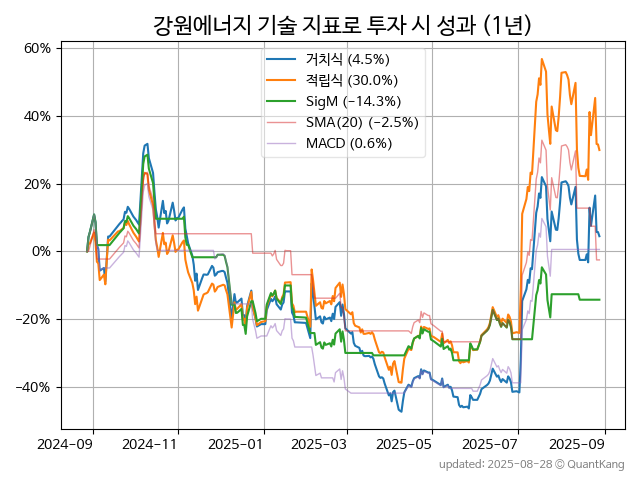 강원에너지 기술 지표로 투자 시 성과 (1년)
거치식 (4.5%)
적립식 (30.0%)
SigM (−14.3%)
SMA(20) (−2.5%)
MACD (0.6%)
60%
40%
20%
0%
−20%
−40%
2024-09
2024-11
2025-01
2025-03
2025-05
2025-07
2025-09
updated: 2025-08-28 © QuantKang